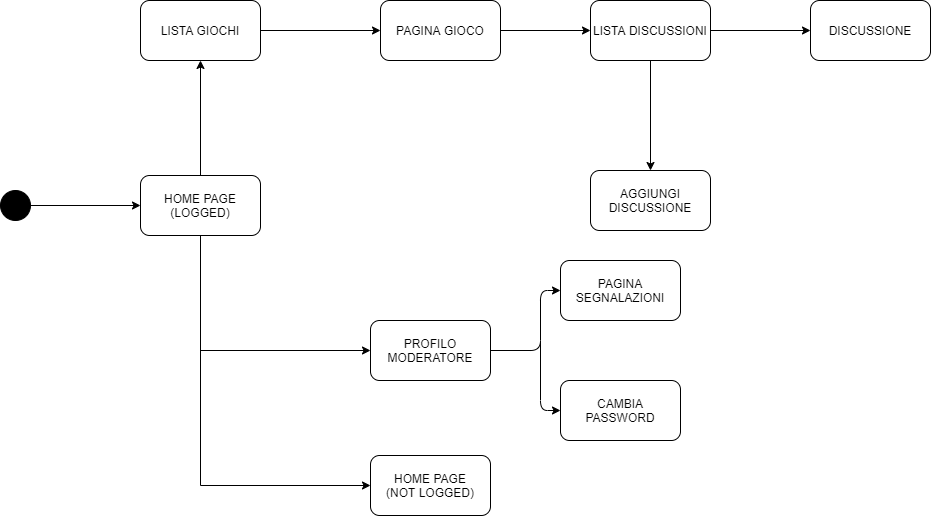 LISTA GIOCHI
PAGINA GIOCO
LISTA DISCUSSIONI
DISCUSSIONE
HOME PAGE
(LOGGED)
AGGIUNGI
DISCUSSIONE
PAGINA
SEGNALAZIONI
PROFILO
MODERATORE
CAMBIA
PASSWORD
HOME PAGE
(NOT LOGGED)